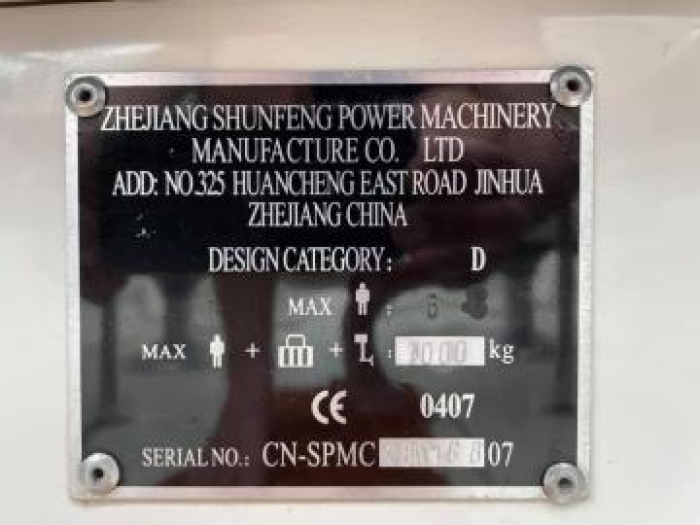 ZHEJIANG SHUNFENG POWER MACHINERY
MANUFACTURE CO. LTD
ADD: NO.325 HUANCHENG EAST ROAD JINHUA
ZHEJIANG CHINA
DESIGN CATEGORY: D
MAX : 6
MAX + + : kg
CE 0407
SERIAL NO.: CN-SPMC 07